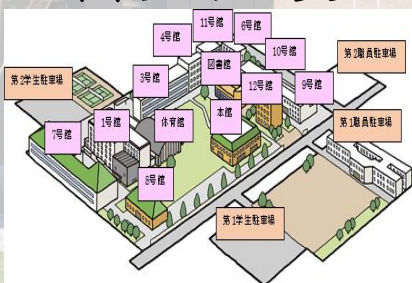 11号館
6号館
4号館
図書館
10号館
第2職員駐車場
3号館
12号館
9号館
第2学生駐車場
1号館
体育館
本館
第1職員駐車場
7号館
8号館
第1学生駐車場